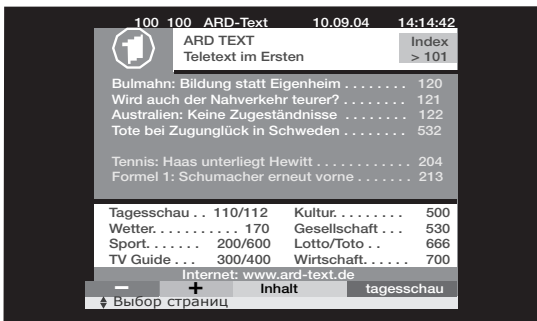 100 100 ARD-Text 10.09.04 14:14:42
ARD TEXT Index
Teletext im Ersten > 101
Bulmahn: Bildung statt Eigenheim . . . . . . . . 120
Wird auch der Nahverkehr teurer? . . . . . . . . 121
Australien: Keine Zugeständnisse . . . . . . . . 122
Tote bei Zugunglück in Schweden . . . . . . . . 532
Tennis: Haas unterliegt Hewitt . . . . . . . . . . . . 204
Formel 1: Schumacher erneut vorne . . . . . . . 213
Tagesschau . . 110/112 Kultur. . . . . . . . . 500
Wetter. . . . . . . . . . . 170 Gesellschaft . . . 530
Sport. . . . . . . 200/600 Lotto/Toto . . 666
TV Guide . . . 300/400 Wirtschaft. . . . . . 700
Internet: www.ard-text.de
− + Inhalt tagesschau
Выбор страниц